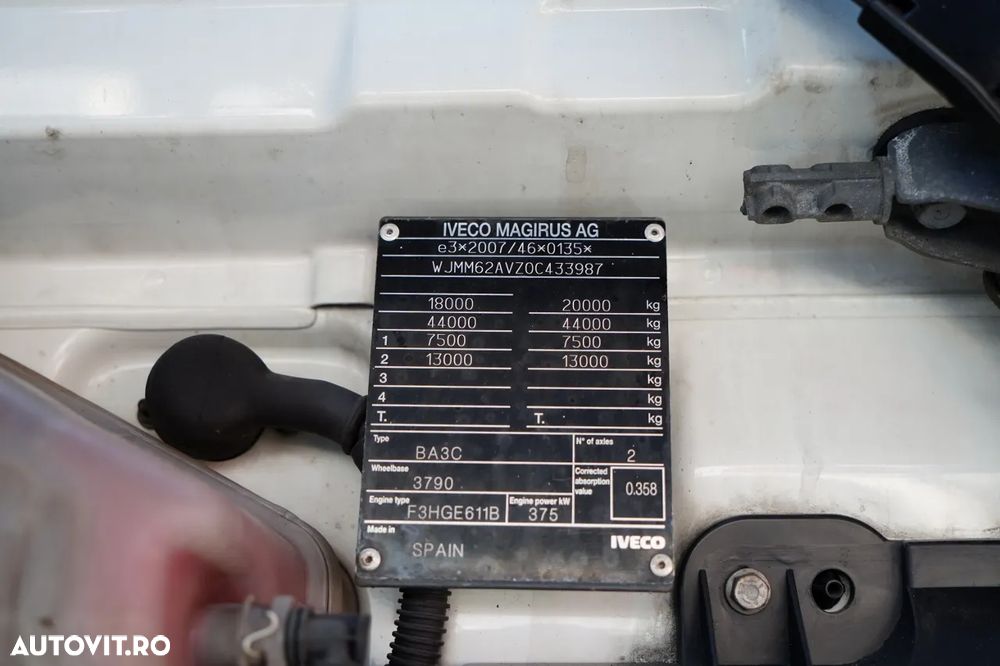 IVECO MAGIRUS AG
e3*2007/46*0135*
WJMM62AVZ0C433987
18000 20000 kg
44000 44000 kg
1 7500 7500 kg
2 13000 13000 kg
3 kg
4 kg
T. T. kg
Type BA3C N° of axles 2
Wheelbase 3790 Corrected absorption value 0.358
Engine type F3HGE611B Engine power kW 375
Made in SPAIN IVECO
AUTOVIT.RO